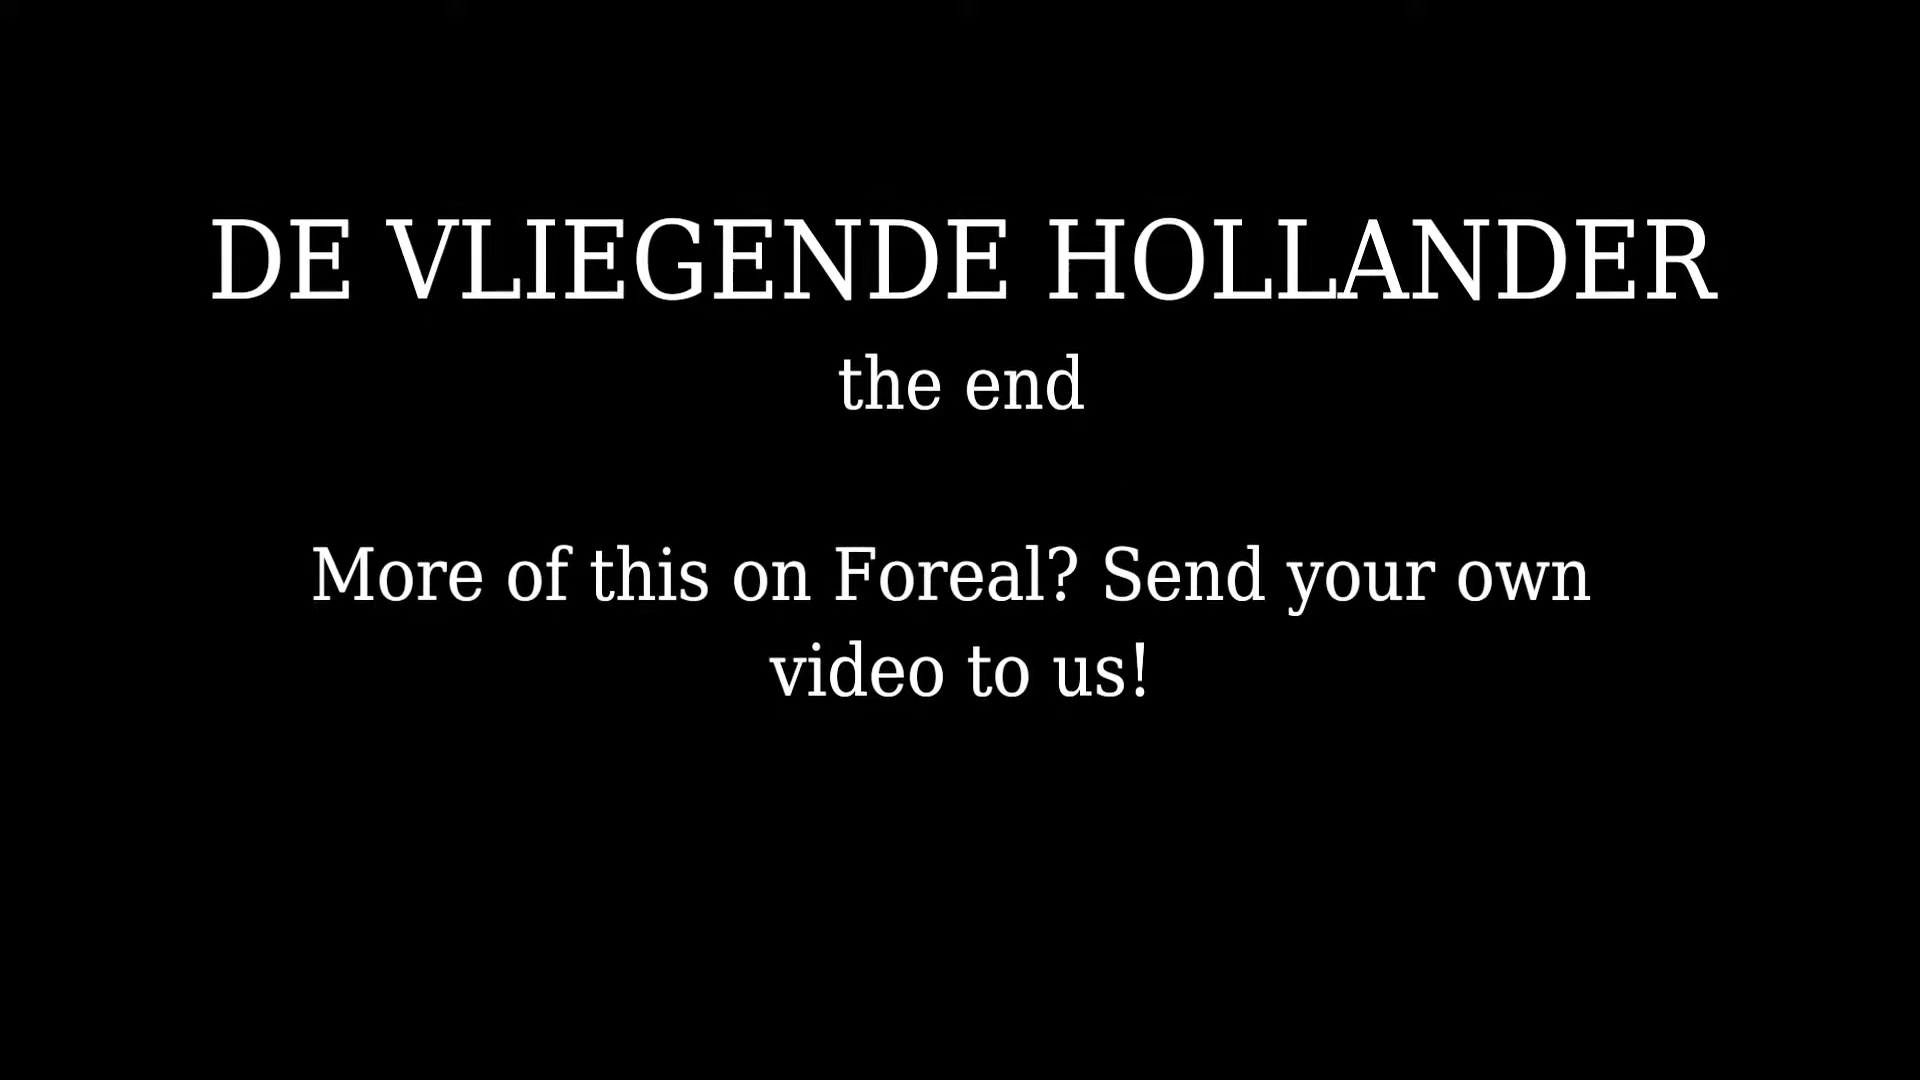 DE VLIEGENDE HOLLANDER
the end
More of this on Foreal? Send your own
video to us!